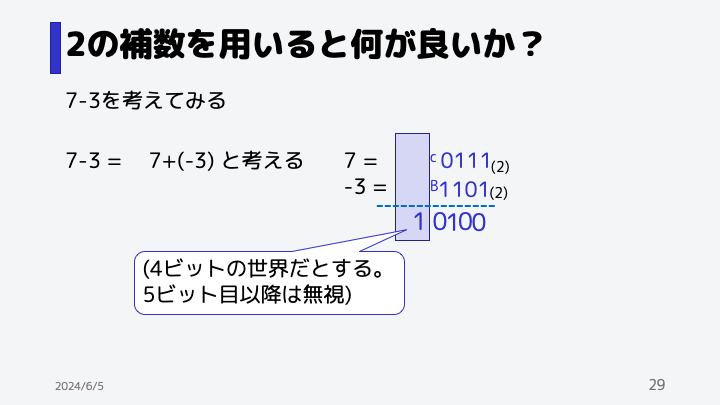 2の補数を用いると何が良いか？
7-3を考えてみる
7-3 = 7+(-3) と考える
7 = c 0111(2)
-3 = B 1101(2)
1 0100
(4ビットの世界だとする。
5ビット目以降は無視)
2024/6/5
29